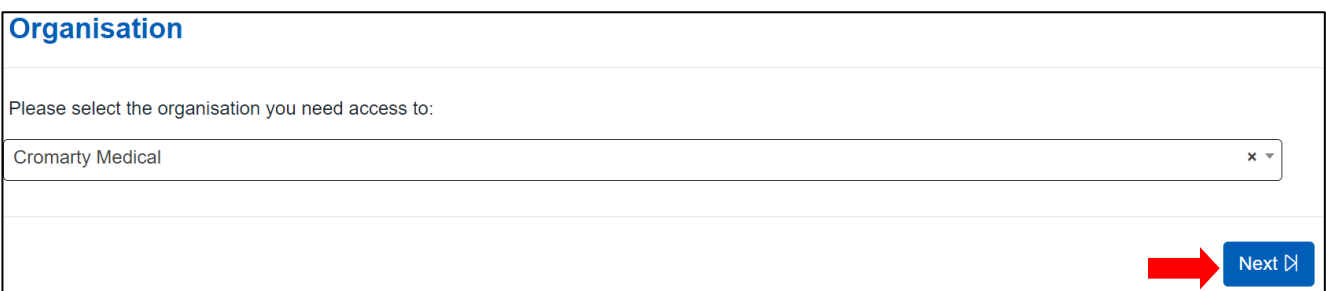 Organisation
Please select the organisation you need access to:
Cromarty Medical
Next